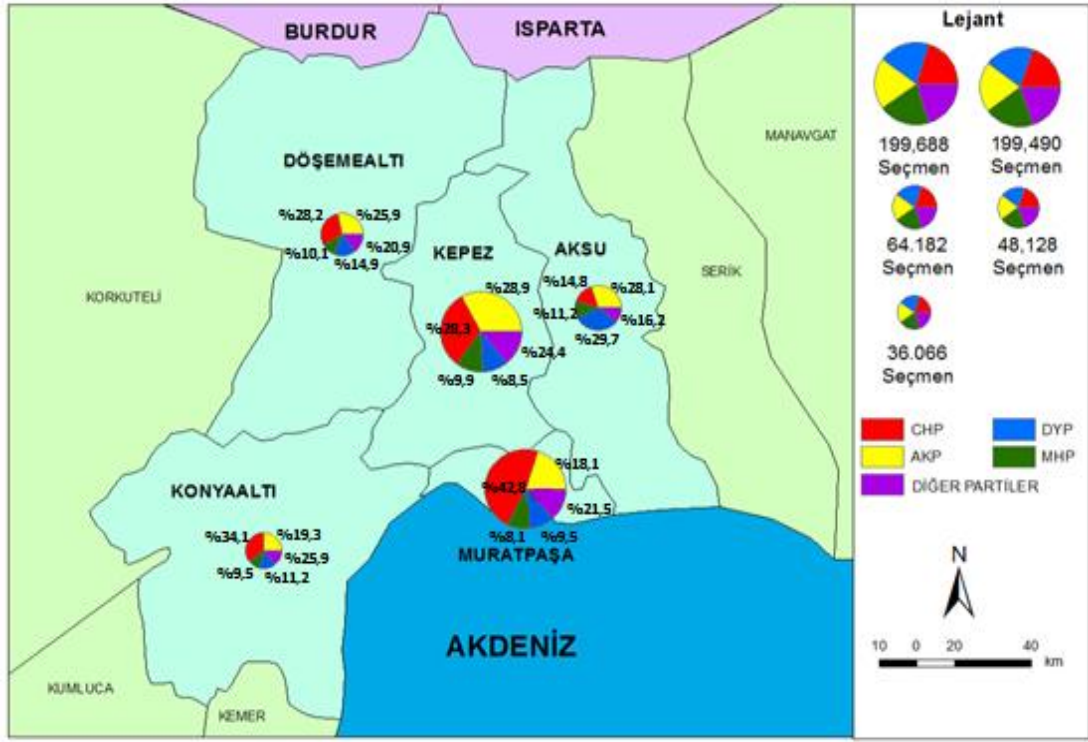 BURDUR
ISPARTA
MANAVGAT
DÖŞEMEALTI
%28,2
%25,9
%10,1
%20,9
%14,9
KEPEZ
AKSU
SERİK
KORKUTELİ
%28,9
%28,3
%24,4
%9,9
%8,5
%14,8
%28,1
%11,2
%16,2
%29,7
KONYAALTI
%34,1
%19,3
%25,9
%9,5
%11,2
%18,1
%42,8
%21,5
%8,1
%9,5
MURATPAŞA
AKDENİZ
KUMLUCA
KEMER
Lejant
199,688
Seçmen
199,490
Seçmen
64.182
Seçmen
48,128
Seçmen
36.066
Seçmen
CHP
DYP
AKP
MHP
DİĞER PARTİLER
N
10 0 20 40
km